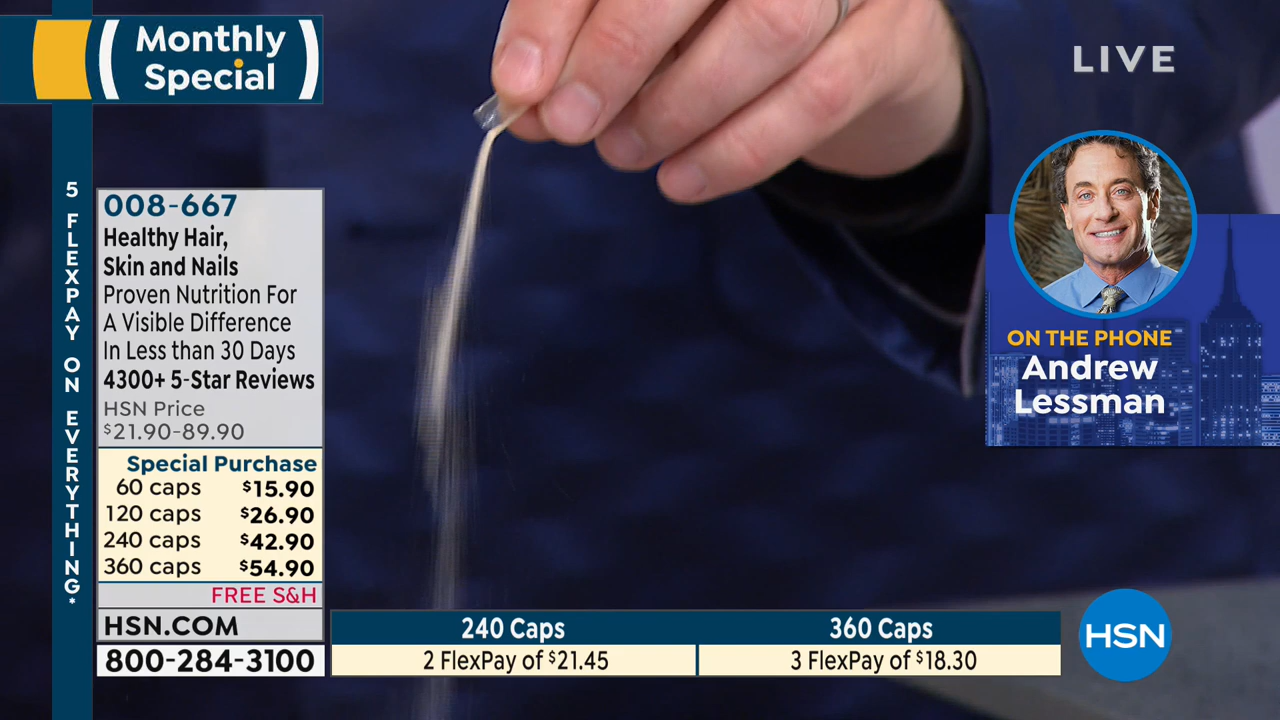 ( Monthly
Special )
LIVE
5 FLEXPAY ON EVERYTHING*
008-667
Healthy Hair,
Skin and Nails
Proven Nutrition For
A Visible Difference
In Less than 30 Days
4300+ 5-Star Reviews
HSN Price
$21.90-89.90
Special Purchase
60 caps $15.90
120 caps $26.90
240 caps $42.90
360 caps $54.90
FREE S&H
HSN.COM
800-284-3100
ON THE PHONE
Andrew
Lessman
240 Caps 360 Caps
2 FlexPay of $21.45 3 FlexPay of $18.30
HSN